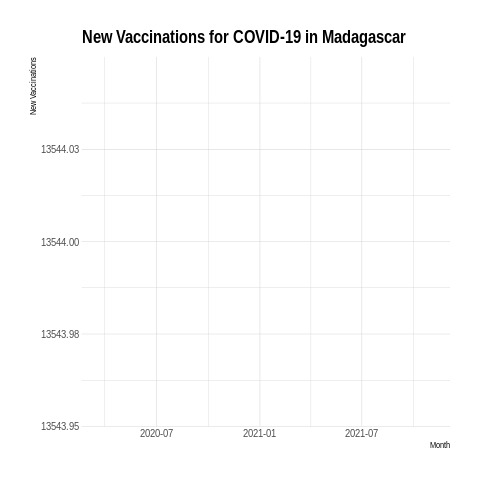 New Vaccinations for COVID-19 in Madagascar
New Vaccinations
13544.03
13544.00
13543.98
13543.95
2020-07 2021-01 2021-07
Month